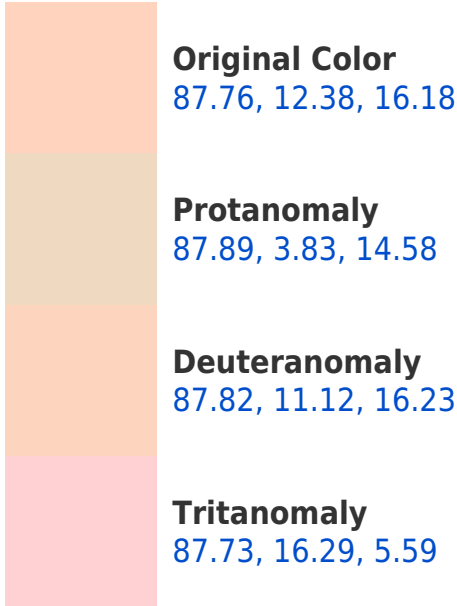 Original Color
87.76, 12.38, 16.18
Protanomaly
87.89, 3.83, 14.58
Deuteranomaly
87.82, 11.12, 16.23
Tritanomaly
87.73, 16.29, 5.59